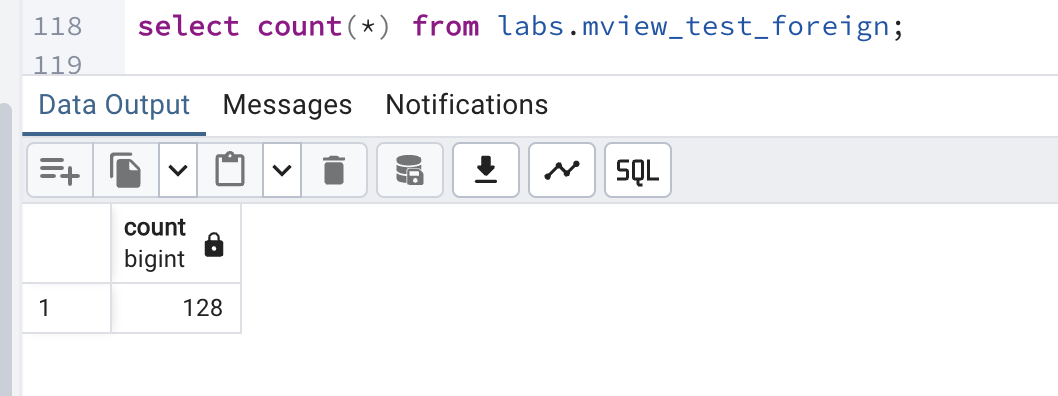 118 select count(*) from labs.mview_test_foreign;
119
Data Output Messages Notifications
SQL
count
bigint
1 128